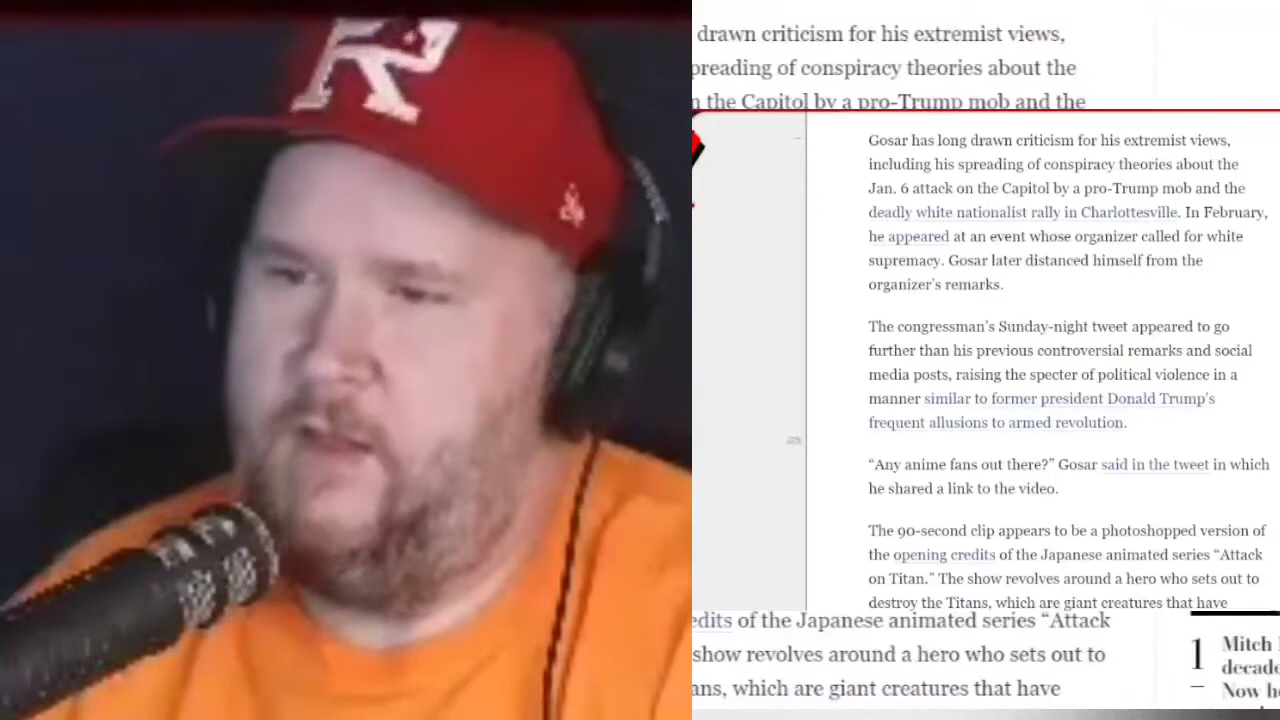 R
drawn criticism for his extremist views,
preading of conspiracy theories about the
n the Capitol by a pro-Trump mob and the
Gosar has long drawn criticism for his extremist views,
including his spreading of conspiracy theories about the
Jan. 6 attack on the Capitol by a pro-Trump mob and the
deadly white nationalist rally in Charlottesville. In February,
he appeared at an event whose organizer called for white
supremacy. Gosar later distanced himself from the
organizer's remarks.
The congressman's Sunday-night tweet appeared to go
further than his previous controversial remarks and social
media posts, raising the specter of political violence in a
manner similar to former president Donald Trump's
frequent allusions to armed revolution.
“Any anime fans out there?” Gosar said in the tweet in which
he shared a link to the video.
The 90-second clip appears to be a photoshopped version of
the opening credits of the Japanese animated series “Attack
on Titan.” The show revolves around a hero who sets out to
destroy the Titans, which are giant creatures that have
edits of the Japanese animated series “Attack
show revolves around a hero who sets out to
ans, which are giant creatures that have
1
Mitch
decade
Now he